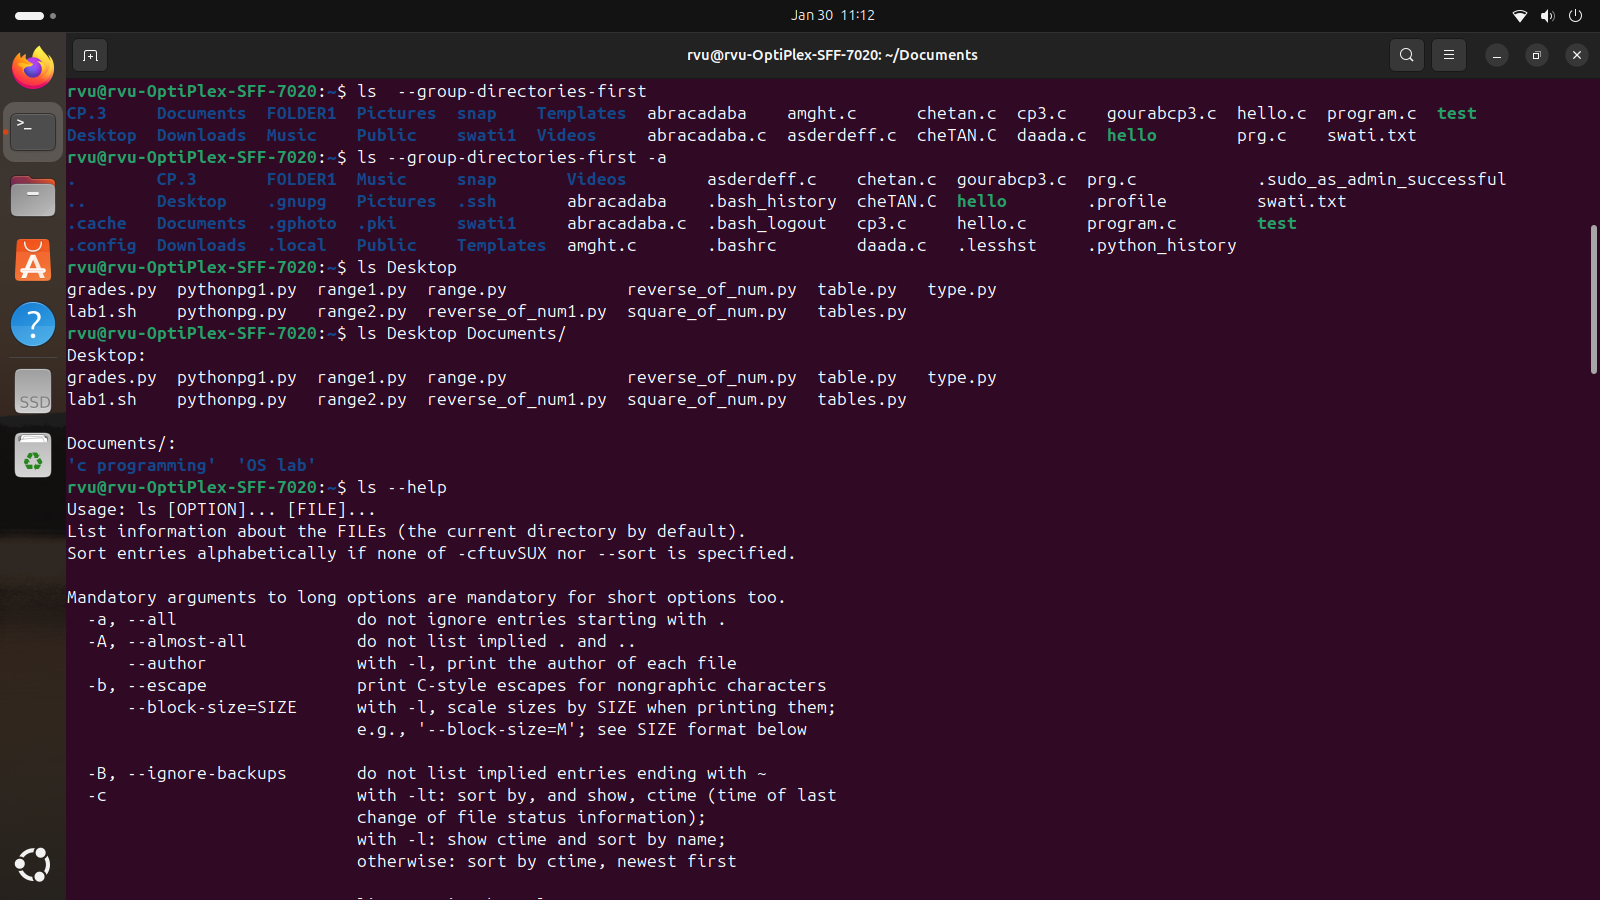 Jan 30  11:12
rvu@rvu-OptiPlex-SFF-7020: ~/Documents
rvu@rvu-OptiPlex-SFF-7020:~$ ls  --group-directories-first
CP.3     Documents  FOLDER1  Pictures  snap    Templates  abracadaba    amght.c      chetan.c  cp3.c    gourabcp3.c  hello.c  program.c  test
Desktop  Downloads  Music    Public    swati1  Videos     abracadaba.c  asderdeff.c  cheTAN.C  daada.c  hello        prg.c    swati.txt
rvu@rvu-OptiPlex-SFF-7020:~$ ls --group-directories-first -a
.        CP.3       FOLDER1  Music     snap       Videos        asderdeff.c    chetan.c  gourabcp3.c  prg.c            .sudo_as_admin_successful
..       Desktop    .gnupg   Pictures  .ssh       abracadaba    .bash_history  cheTAN.C  hello        .profile         swati.txt
.cache   Documents  .gphoto  .pki      swati1     abracadaba.c  .bash_logout   cp3.c     hello.c      program.c        test
.config  Downloads  .local   Public    Templates  amght.c       .bashrc        daada.c   .lesshst     .python_history
rvu@rvu-OptiPlex-SFF-7020:~$ ls Desktop
grades.py  pythonpg1.py  range1.py  range.py            reverse_of_num.py  table.py   type.py
lab1.sh    pythonpg.py   range2.py  reverse_of_num1.py  square_of_num.py   tables.py
rvu@rvu-OptiPlex-SFF-7020:~$ ls Desktop Documents/
Desktop:
grades.py  pythonpg1.py  range1.py  range.py            reverse_of_num.py  table.py   type.py
lab1.sh    pythonpg.py   range2.py  reverse_of_num1.py  square_of_num.py   tables.py
Documents/:
'c programming'  'OS lab'
rvu@rvu-OptiPlex-SFF-7020:~$ ls --help
Usage: ls [OPTION]... [FILE]...
List information about the FILEs (the current directory by default).
Sort entries alphabetically if none of -cftuvSUX nor --sort is specified.
Mandatory arguments to long options are mandatory for short options too.
  -a, --all                  do not ignore entries starting with .
  -A, --almost-all           do not list implied . and ..
      --author               with -l, print the author of each file
  -b, --escape               print C-style escapes for nongraphic characters
      --block-size=SIZE      with -l, scale sizes by SIZE when printing them;
                             e.g., '--block-size=M'; see SIZE format below
  -B, --ignore-backups       do not list implied entries ending with ~
  -c                         with -lt: sort by, and show, ctime (time of last
                             change of file status information);
                             with -l: show ctime and sort by name;
                             otherwise: sort by ctime, newest first
SSD